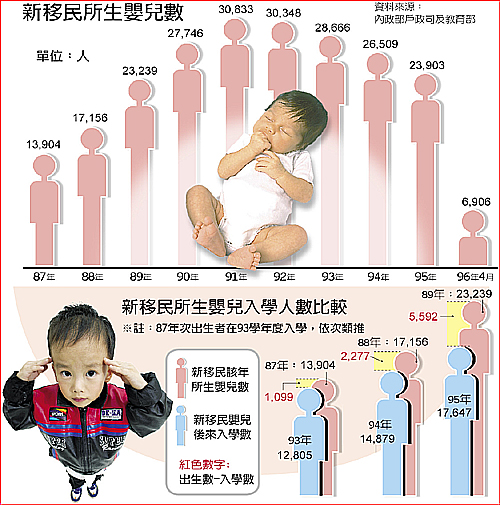 新移民所生嬰兒數
資料來源：
內政部戶政司及教育部
單位：人
13,904
17,156
23,239
27,746
30,833
30,348
28,666
26,509
23,903
6,906
87年 88年 89年 90年 91年 92年 93年 94年 95年 96年4月
新移民所生嬰兒入學人數比較
※註：87年次出生者在93學年度入學，依次類推
新移民該年
所生嬰兒數
新移民嬰兒
後來入學數
紅色數字：
出生數－入學數
87年：13,904
1,099
93年
12,805
88年：17,156
2,277
94年
14,879
89年：23,239
5,592
95年
17,647